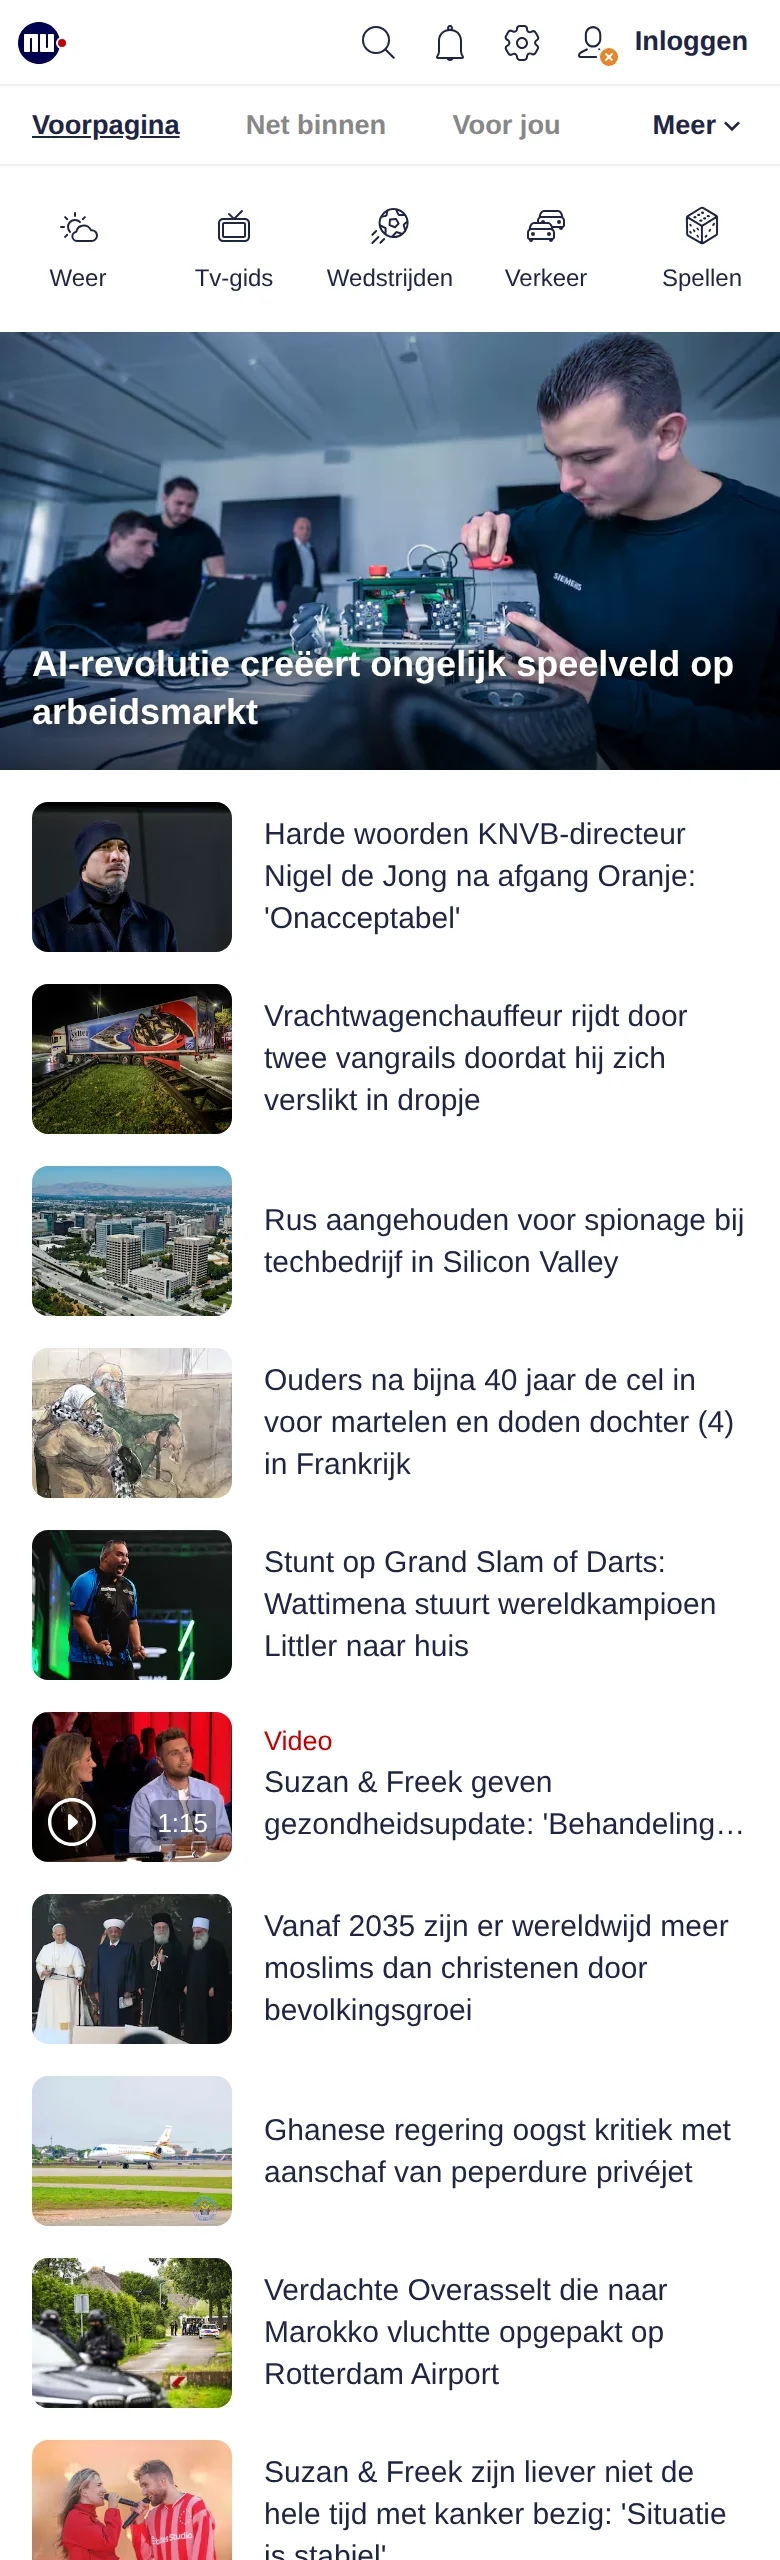 nu
Inloggen
Voorpagina
Net binnen
Voor jou
Meer
Weer
Tv-gids
Wedstrijden
Verkeer
Spellen
SIEMENS
AI-revolutie creëert ongelijk speelveld op
arbeidsmarkt
Harde woorden KNVB-directeur
Nigel de Jong na afgang Oranje:
'Onacceptabel'
Vrachtwagenchauffeur rijdt door
twee vangrails doordat hij zich
verslikt in dropje
Rus aangehouden voor spionage bij
techbedrijf in Silicon Valley
Ouders na bijna 40 jaar de cel in
voor martelen en doden dochter (4)
in Frankrijk
Stunt op Grand Slam of Darts:
Wattimena stuurt wereldkampioen
Littler naar huis
Video
Suzan & Freek geven
gezondheidsupdate: 'Behandeling…
1:15
Vanaf 2035 zijn er wereldwijd meer
moslims dan christenen door
bevolkingsgroei
Ghanese regering oogst kritiek met
aanschaf van peperdure privéjet
Verdachte Overasselt die naar
Marokko vluchtte opgepakt op
Rotterdam Airport
Suzan & Freek zijn liever niet de
hele tijd met kanker bezig: 'Situatie
is stabiel'